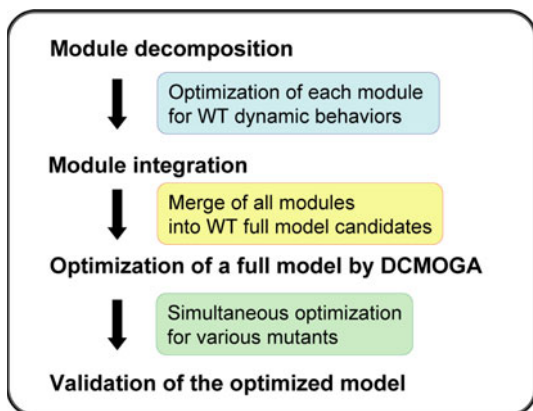 Module decomposition
Optimization of each module
for WT dynamic behaviors
Module integration
Merge of all modules
into WT full model candidates
Optimization of a full model by DCMOGA
Simultaneous optimization
for various mutants
Validation of the optimized model